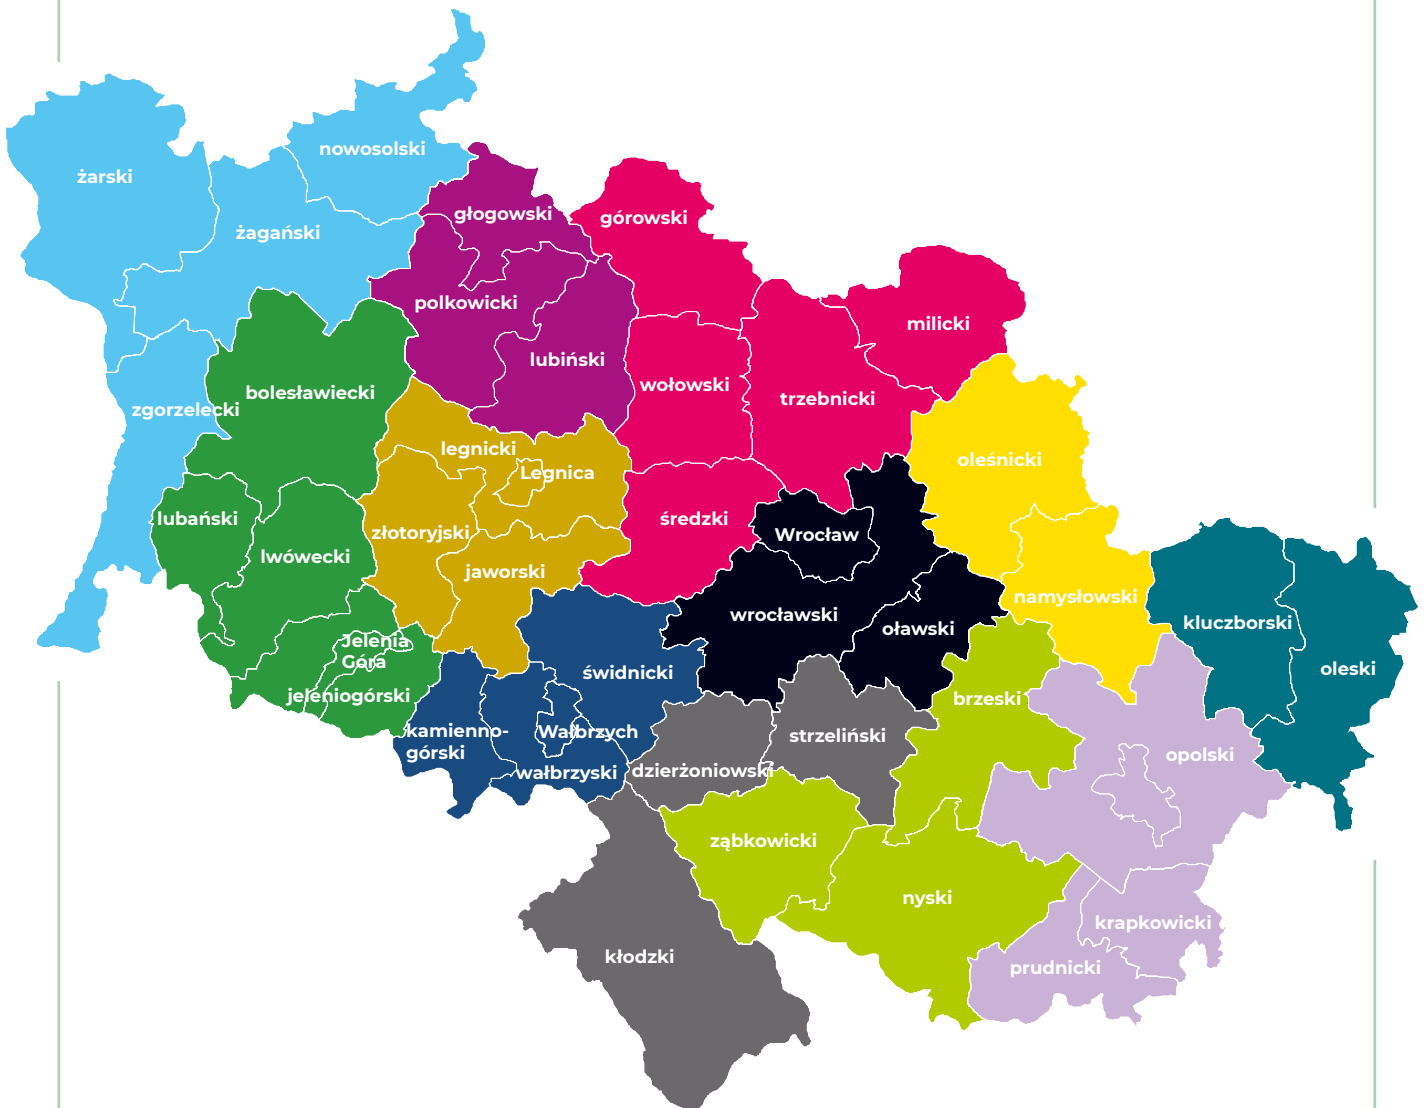 nowosolski
żarski
głogowski
górowski
żagański
polkowicki
milicki
lubiński
wołowski
bolesławiecki
trzebnicki
zgorzelecki
legnicki
oleśnicki
Legnica
lubański
średzki
złotoryjski
Wrocław
lwówecki
jaworski
namysłowski
wrocławski
kluczborski
oławski
Jelenia
Góra
oleski
świdnicki
jeleniogórski
brzeski
kamienno-
górski
Wałbrych
strzeliński
opolski
wałbrzyski
dzierżoniowski
ząbkowicki
nyski
krapkowicki
kłodzki
prudnicki